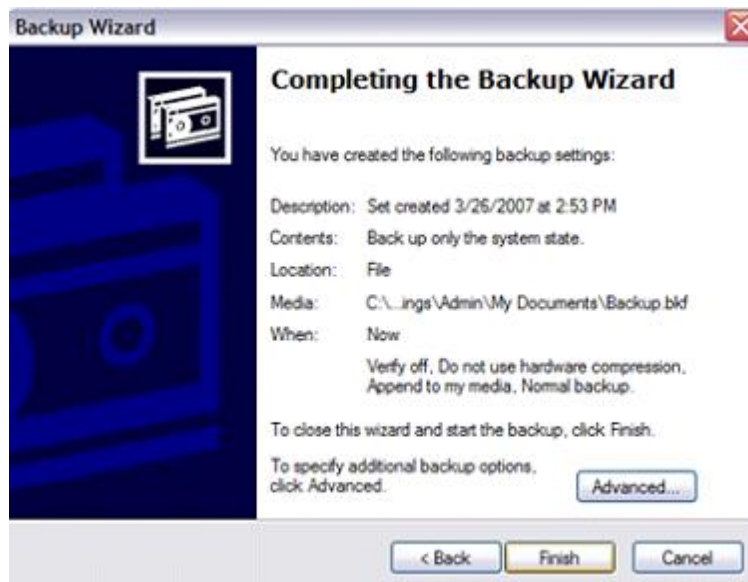 Backup Wizard
Completing the Backup Wizard
You have created the following backup settings:
Description: Set created 3/26/2007 at 2:53 PM
Contents: Back up only the system state.
Location: File
Media: C:\...ings\Admin\My Documents\Backup.bkf
When: Now
Verify off, Do not use hardware compression,
Append to my media, Normal backup.
To close this wizard and start the backup, click Finish.
To specify additional backup options,
click Advanced. Advanced...
< Back Finish Cancel